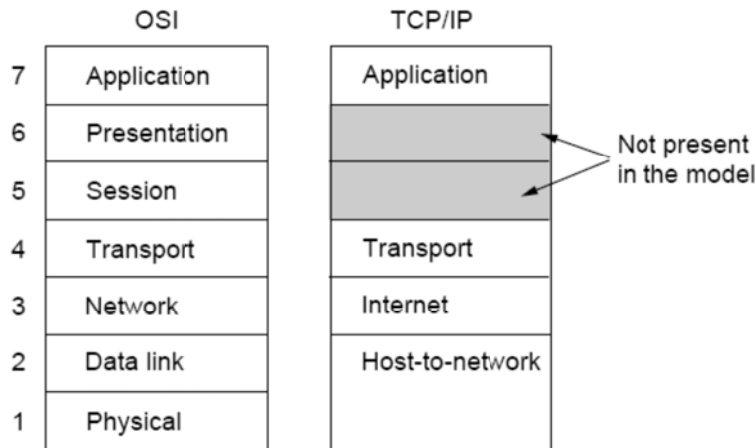 OSI TCP/IP
7 Application Application
6 Presentation
Not present
in the model
5 Session
4 Transport Transport
3 Network Internet
2 Data link Host-to-network
1 Physical